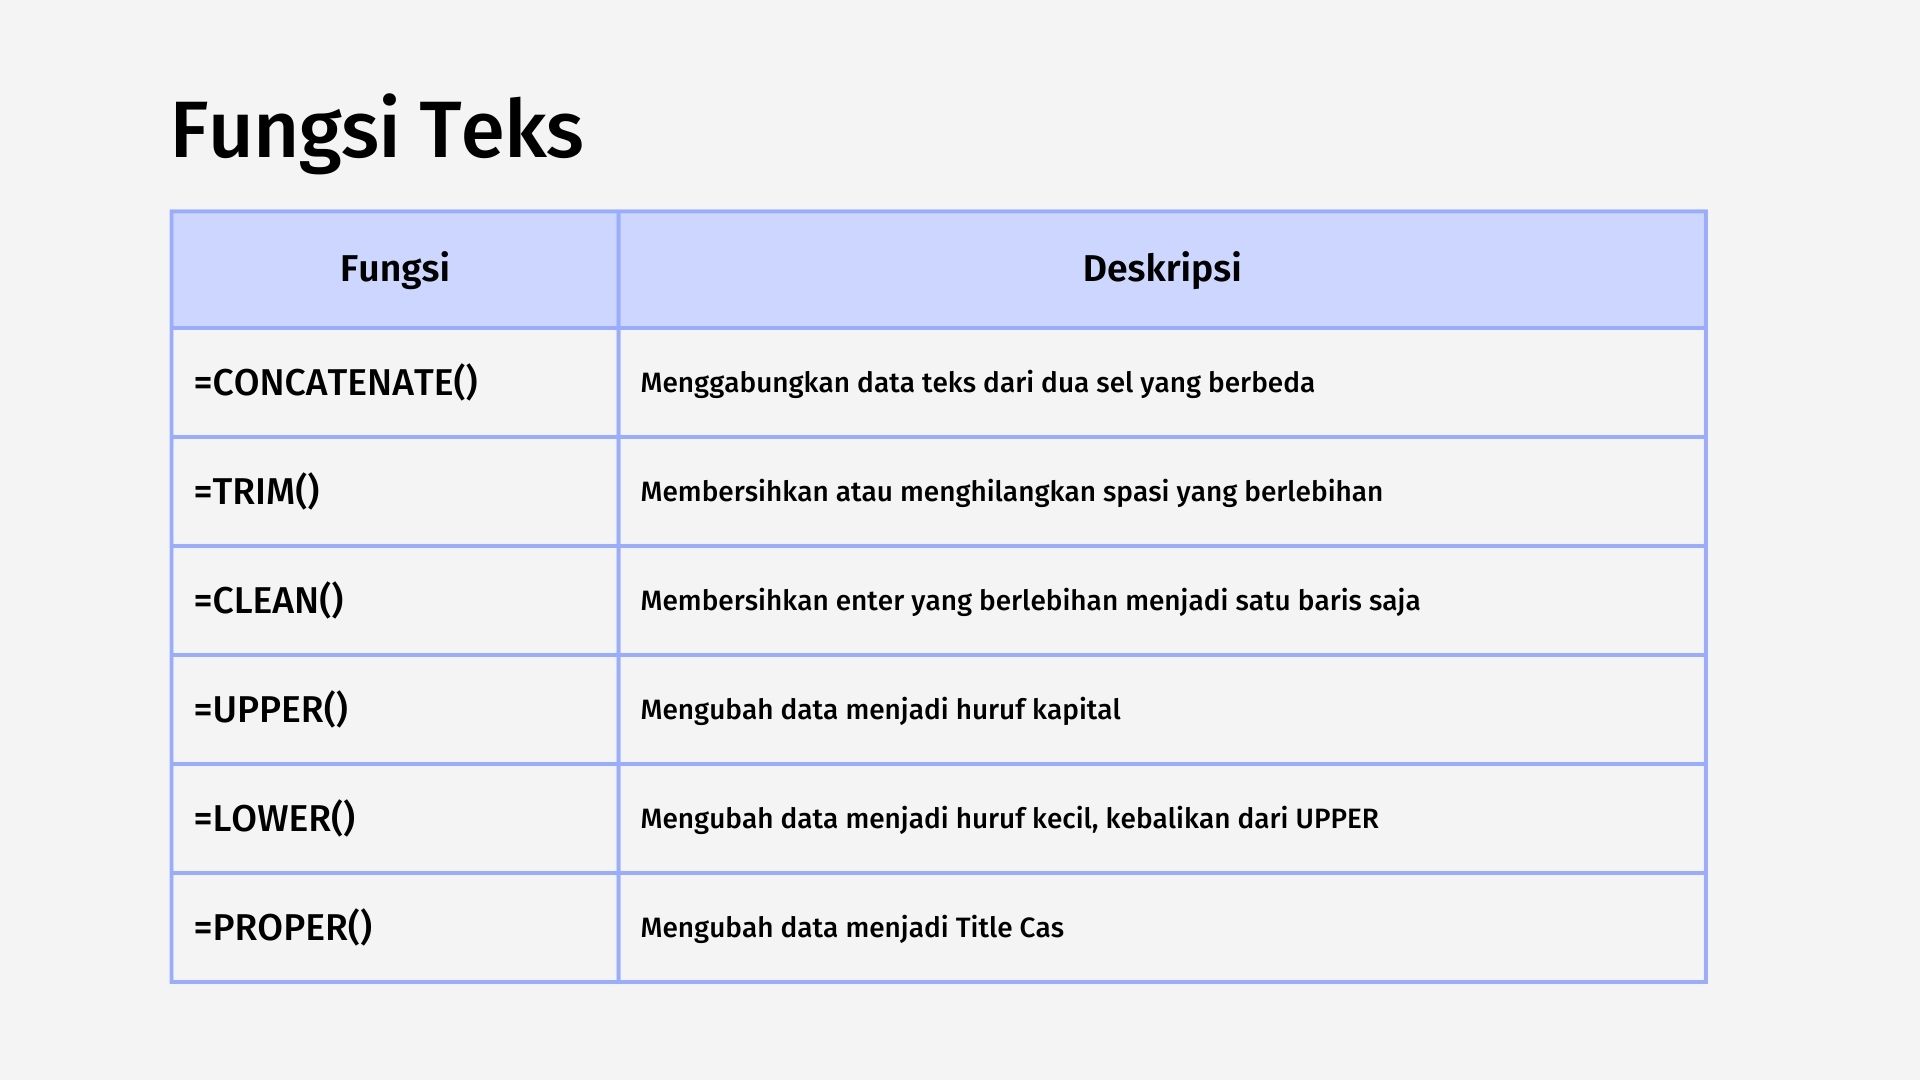 Fungsi Teks
Fungsi
Deskripsi
=CONCATENATE()
Menggabungkan data teks dari dua sel yang berbeda
=TRIM()
Membersihkan atau menghilangkan spasi yang berlebihan
=CLEAN()
Membersihkan enter yang berlebihan menjadi satu baris saja
=UPPER()
Mengubah data menjadi huruf kapital
=LOWER()
Mengubah data menjadi huruf kecil, kebalikan dari UPPER
=PROPER()
Mengubah data menjadi Title Cas